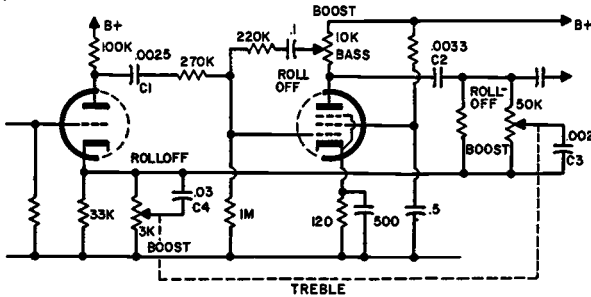 B+
100K
.0025
C1
270K
220K
.1
BOOST
10K
BASS
ROLL
OFF
B+
.0033
C2
ROLL-
OFF
50K
BOOST
.002
C3
ROLLOFF
.03
C4
33K
3K
BOOST
1M
120
500
.5
TREBLE